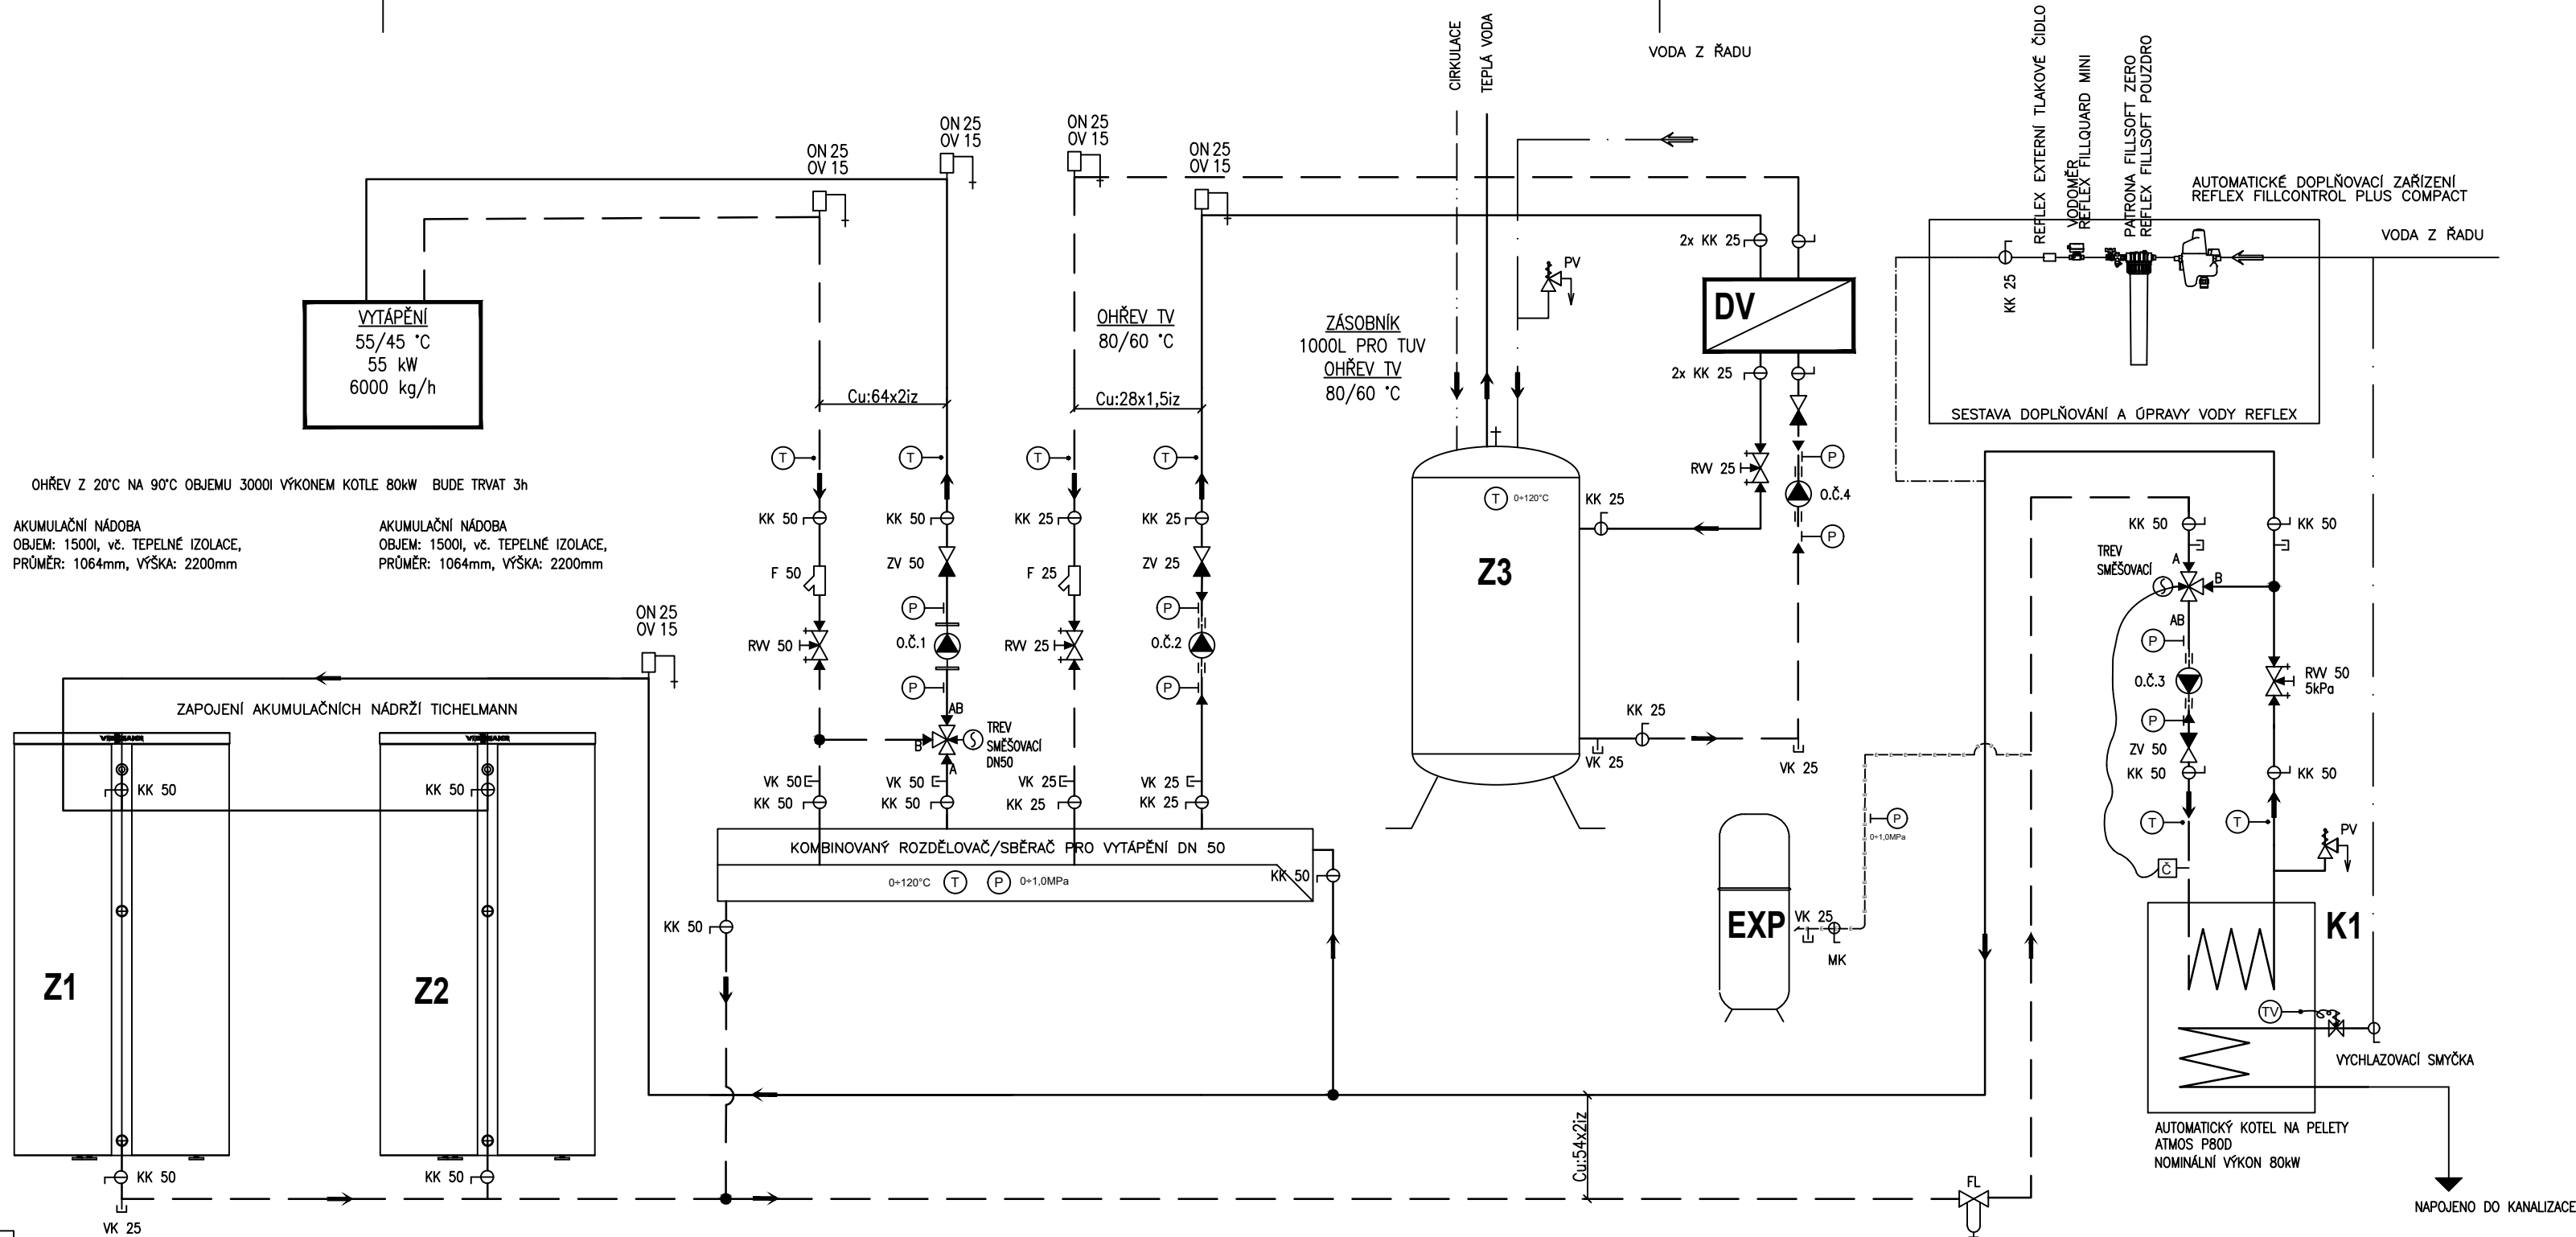 CIRKULACE
TEPLÁ VODA
VODA Z ŘADU
REFLEX EXTERNÍ TLAKOVÉ ČIDLO
VODOMĚR
REFLEX FILLQUARD MINI
PATRONA FILLSOFT ZERO
REFLEX FILLSOFT POUZDRO
AUTOMATICKÉ DOPLŇOVACÍ ZAŘÍZENÍ
REFLEX FILLCONTROL PLUS COMPACT
VODA Z ŘADU
KK 25
SESTAVA DOPLŇOVÁNÍ A ÚPRAVY VODY REFLEX
ON 25
OV 15
ON 25
OV 15
ON 25
OV 15
ON 25
OV 15
VYTÁPĚNÍ
55/45 °C
55 kW
6000 kg/h
OHŘEV TV
80/60 °C
Cu:64x2iz
Cu:28x1,5iz
ZÁSOBNÍK
1000L PRO TUV
OHŘEV TV
80/60 °C
PV
2x KK 25
DV
2x KK 25
RVV 25
P
O.Č.4
P
OHŘEV Z 20°C NA 90°C OBJEMU 3000l VÝKONEM KOTLE 80kW BUDE TRVAT 3h
AKUMULAČNÍ NÁDOBA
OBJEM: 1500l, vč. TEPELNÉ IZOLACE,
PRŮMĚR: 1064mm, VÝŠKA: 2200mm
AKUMULAČNÍ NÁDOBA
OBJEM: 1500l, vč. TEPELNÉ IZOLACE,
PRŮMĚR: 1064mm, VÝŠKA: 2200mm
T
T
T
T
KK 50
KK 50
KK 25
KK 25
F 50
ZV 50
F 25
ZV 25
P
P
RVV 50
O.Č.1
RVV 25
O.Č.2
P
P
AB
B
A
TREV
SMĚŠOVACÍ
DN50
VK 50
VK 50
VK 25
VK 25
KK 50
KK 50
KK 25
KK 25
T
0÷120°C
KK 25
Z3
KK 25
VK 25
VK 25
KK 50
KK 50
TREV
SMĚŠOVACÍ
A
B
AB
P
O.Č.3
RVV 50
5kPa
P
ZV 50
KK 50
KK 50
T
T
Č
PV
ON 25
OV 15
ZAPOJENÍ AKUMULAČNÍCH NÁDRŽÍ TICHELMANN
KK 50
KK 50
Z1
Z2
KK 50
KK 50
VK 25
KOMBINOVANÝ ROZDĚLOVAČ/SBĚRAČ PRO VYTÁPĚNÍ DN 50
0÷120°C
T
P
0÷1,0MPa
KK 50
KK 50
EXP
VK 25
MK
P
0÷1,0MPa
K1
TV
VYCHLAZOVACÍ SMYČKA
AUTOMATICKÝ KOTEL NA PELETY
ATMOS P80D
NOMINÁLNÍ VÝKON 80kW
Cu:54x2iz
FL
NAPOJENO DO KANALIZACE